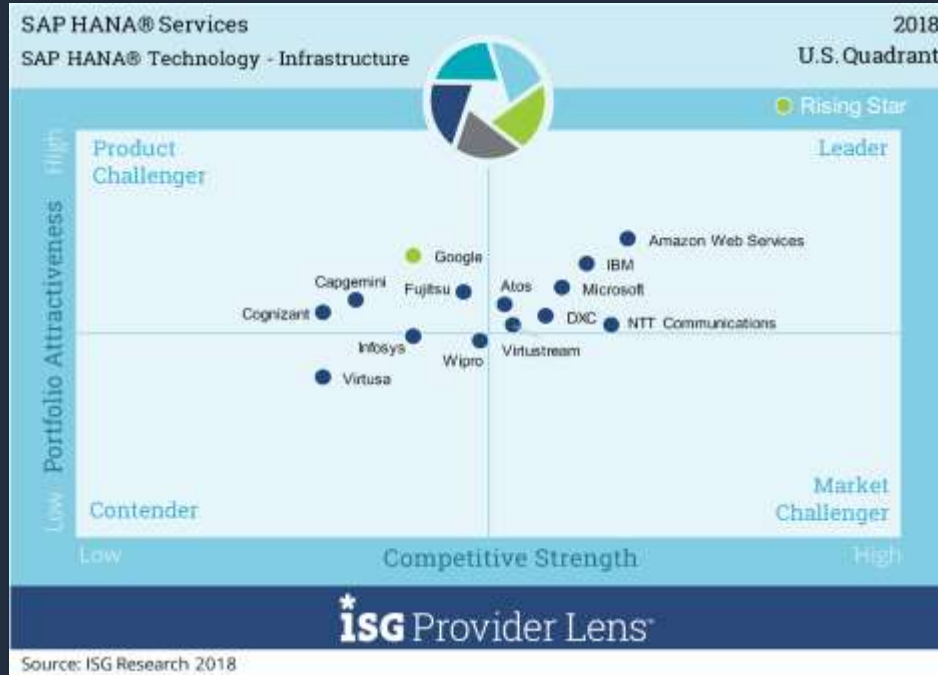 SAP HANA® Services
2018
SAP HANA® Technology - Infrastructure
U.S. Quadrant
Rising Star
High
Product
Challenger
Leader
Portfolio Attractiveness
Amazon Web Services
Google
IBM
Capgemini
Fujitsu
Atos
Microsoft
Cognizant
DXC
NTT Communications
Infosys
Wipro
Virtustream
Virtusa
Low
Contender
Market
Challenger
Low
Competitive Strength
High
*iSG Provider Lens™
Source: ISG Research 2018